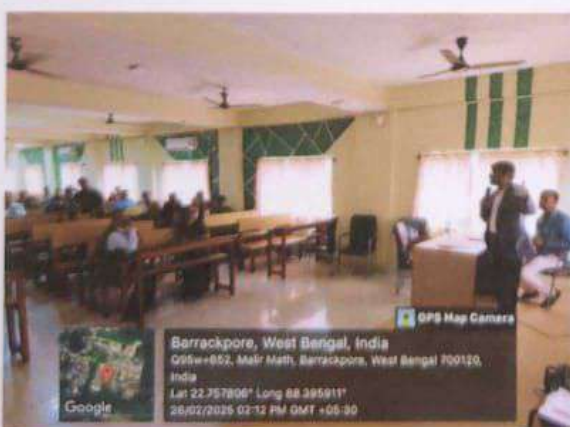 GPS Map Camera
Barrackpore, West Bengal, India
Q95w+852, Malir Math, Barrackpore, West Bengal 700120,
India
Lat 22.757806° Long 88.395911°
26/02/2025 02:12 PM GMT +05:30
Google